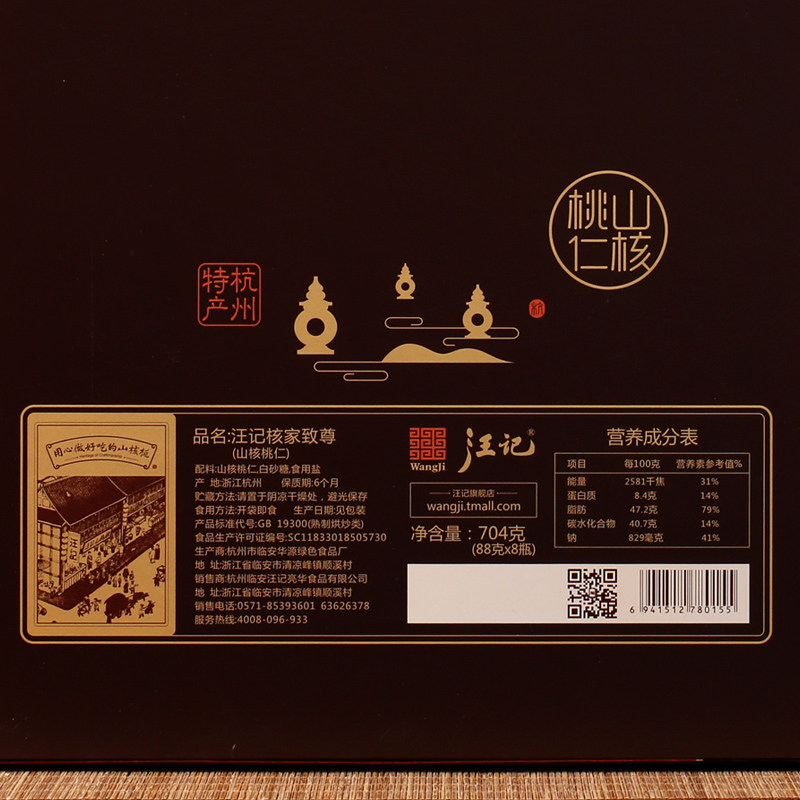 山核
桃仁
杭州
特产
杭
用心做好吃的山核桃
汪记
品名:汪记核家致尊
(山核桃仁)
配料:山核桃仁,白砂糖,食用盐
产 地:浙江杭州 保质期:6个月
贮藏方法:请置于阴凉干燥处，避光保存
食用方法:开袋即食 生产日期:见包装
产品标准代号:GB 19300(熟制烘炒类)
食品生产许可证编号:SC11833018505730
生产商:杭州市临安华源绿色食品厂
地 址:浙江省临安市清凉峰镇顺溪村
销售商:杭州临安汪记亮华食品有限公司
地 址:浙江省临安市清凉峰镇顺溪村
销售电话:0571-85393601 63626378
服务热线:4008-096-933
WangJi
汪记®
汪记旗舰店
wangji.tmall.com
净含量：704克
(88克x8瓶)
营养成分表
项目 每100克 营养素参考值%
能量 2581千焦 31%
蛋白质 8.4克 14%
脂肪 47.2克 79%
碳水化合物 40.7克 14%
钠 829毫克 41%
6 941512 780155